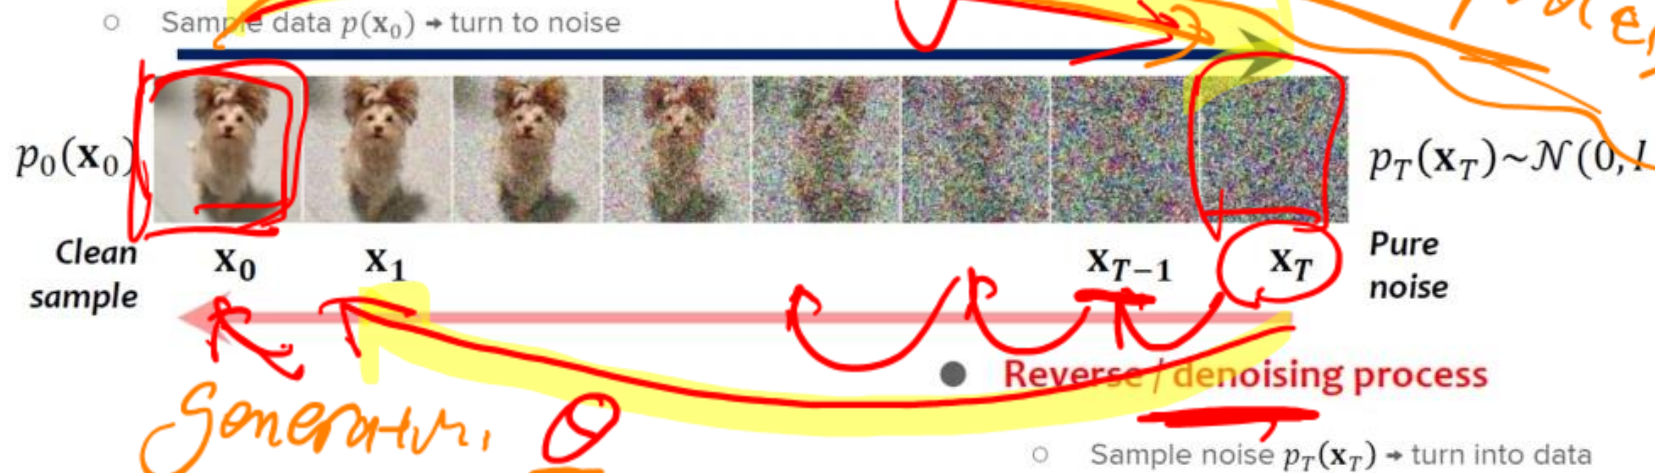 ○ Sample data p(x₀) → turn to noise
p₀(x₀)
p_T(x_T)~𝒩(0, I
Clean sample
x₀ x₁ x_{T−1} x_T
Pure noise
● Reverse / denoising process
○ Sample noise p_T(x_T) → turn into data